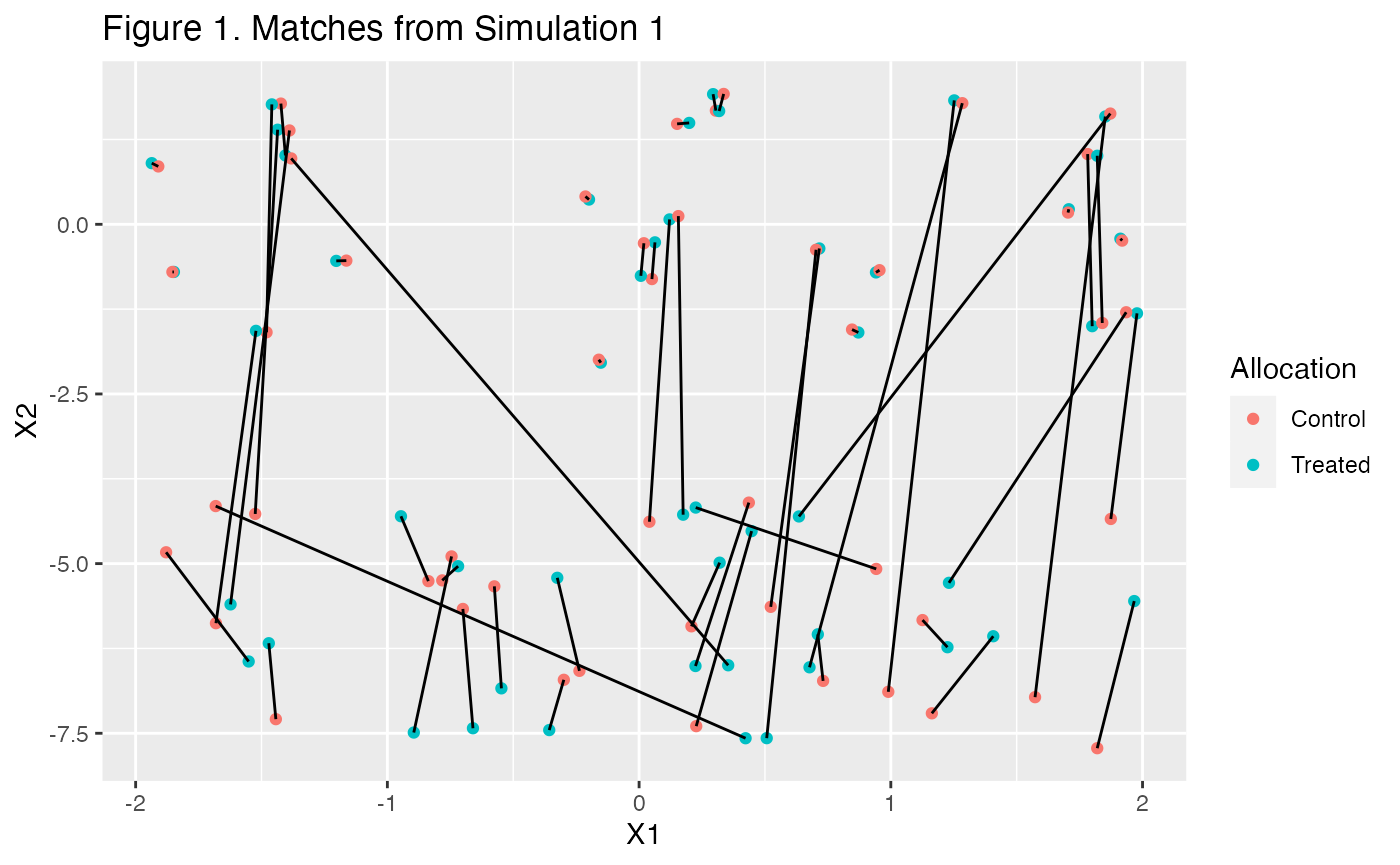 Figure 1. Matches from Simulation 1
X2
0.0
-2.5
-5.0
-7.5
-2
-1
0
1
2
X1
Allocation
Control
Treated